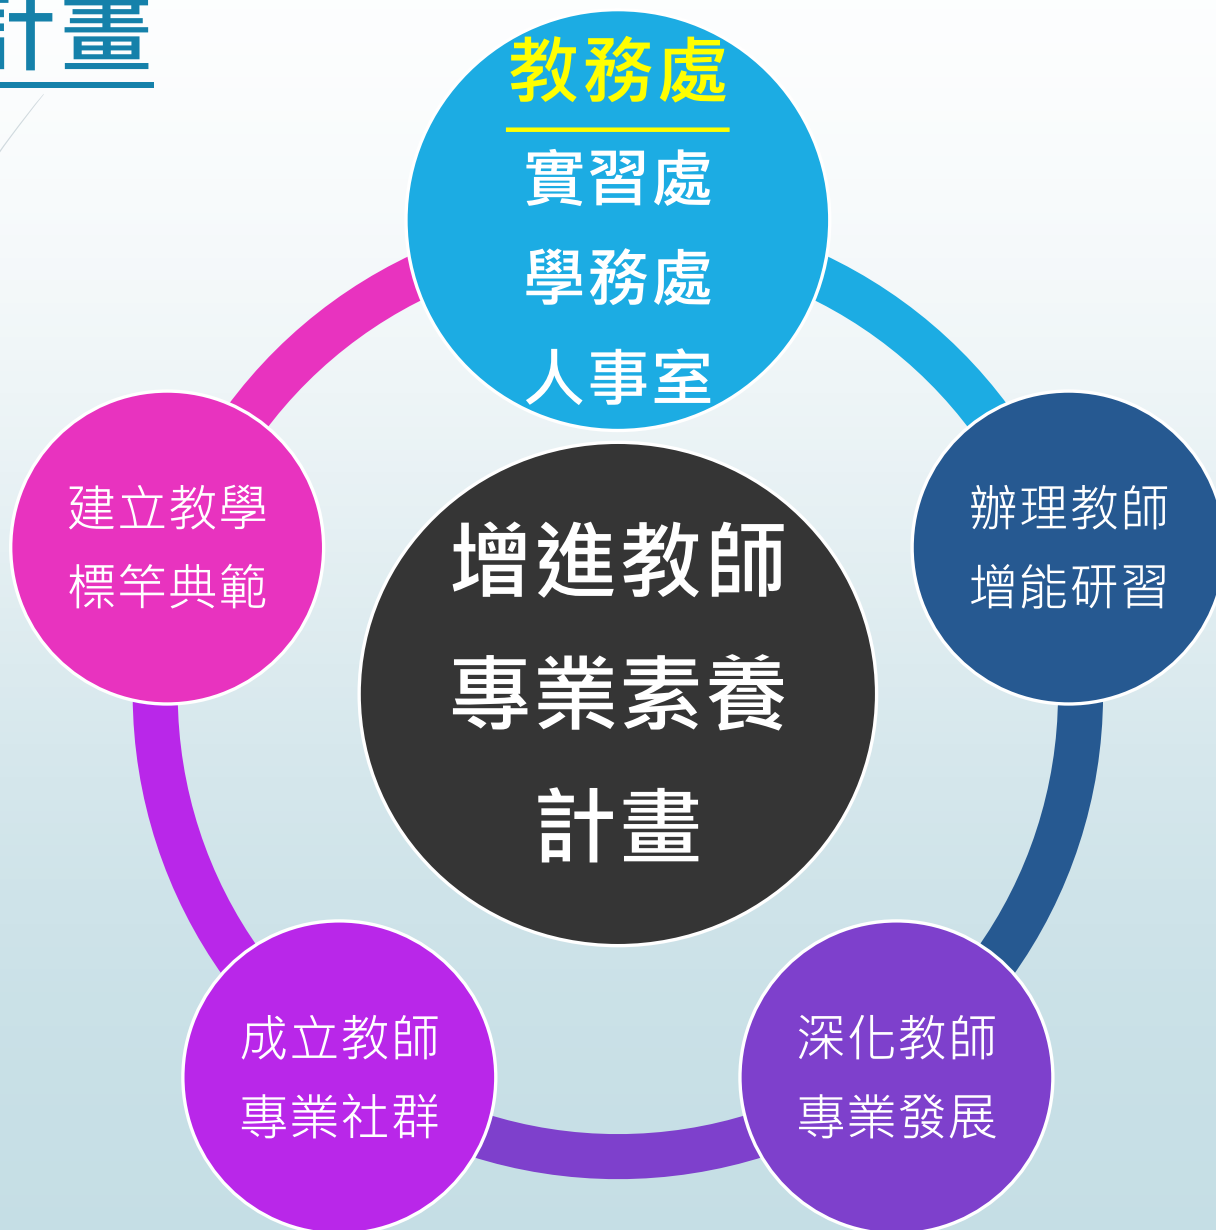 計畫
教務處
實習處
學務處
人事室
建立教學
標竿典範
辦理教師
增能研習
增進教師
專業素養
計畫
成立教師
專業社群
深化教師
專業發展